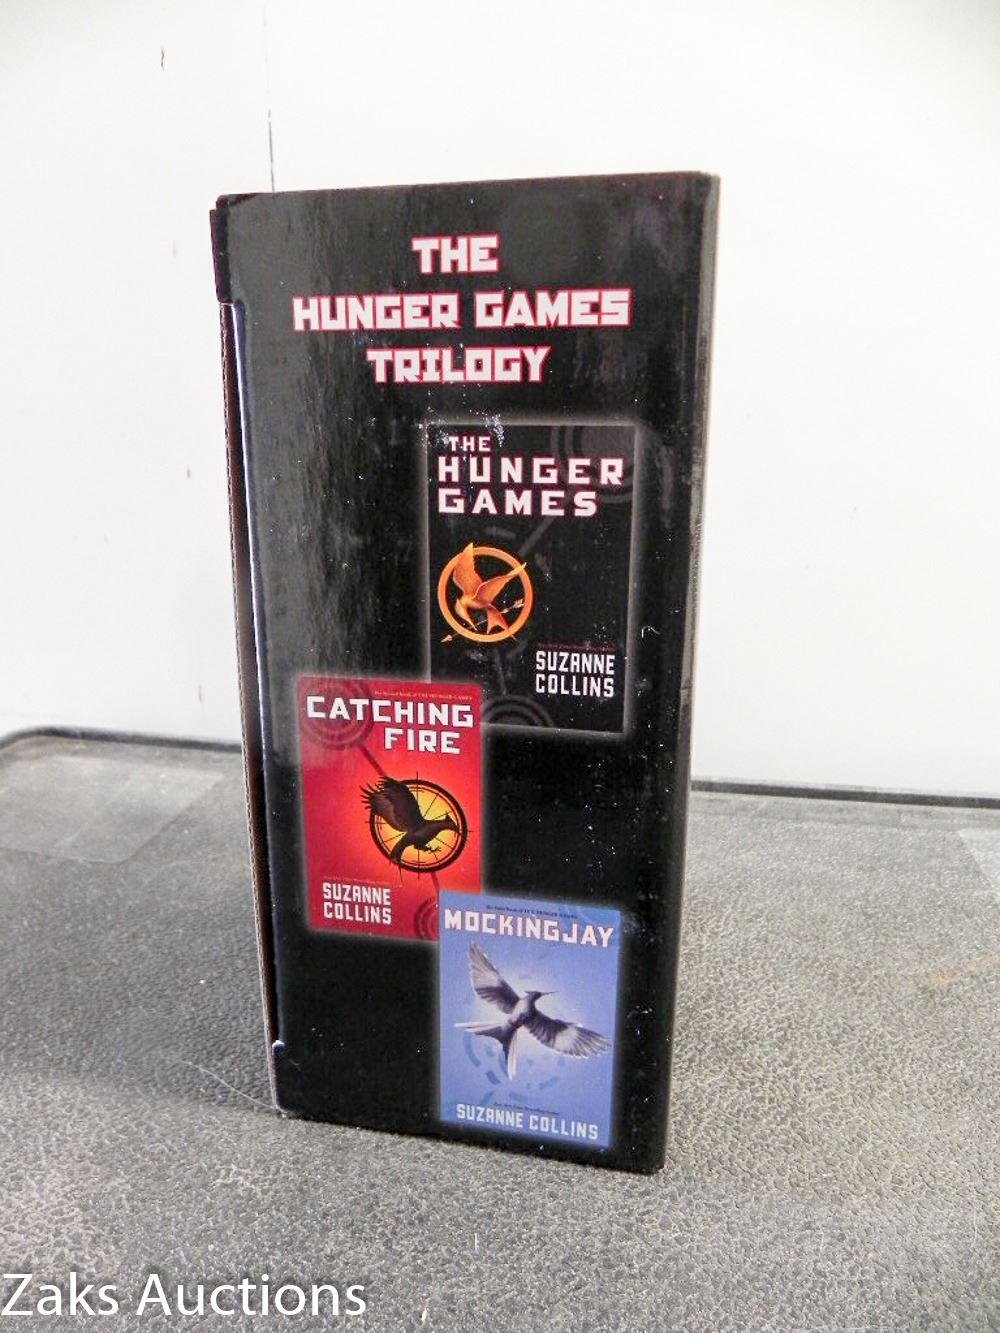 THE
HUNGER GAMES
TRILOGY
THE
HUNGER
GAMES
SUZANNE
COLLINS
CATCHING
FIRE
SUZANNE
COLLINS
MOCKINGJAY
SUZANNE COLLINS
Zaks Auctions